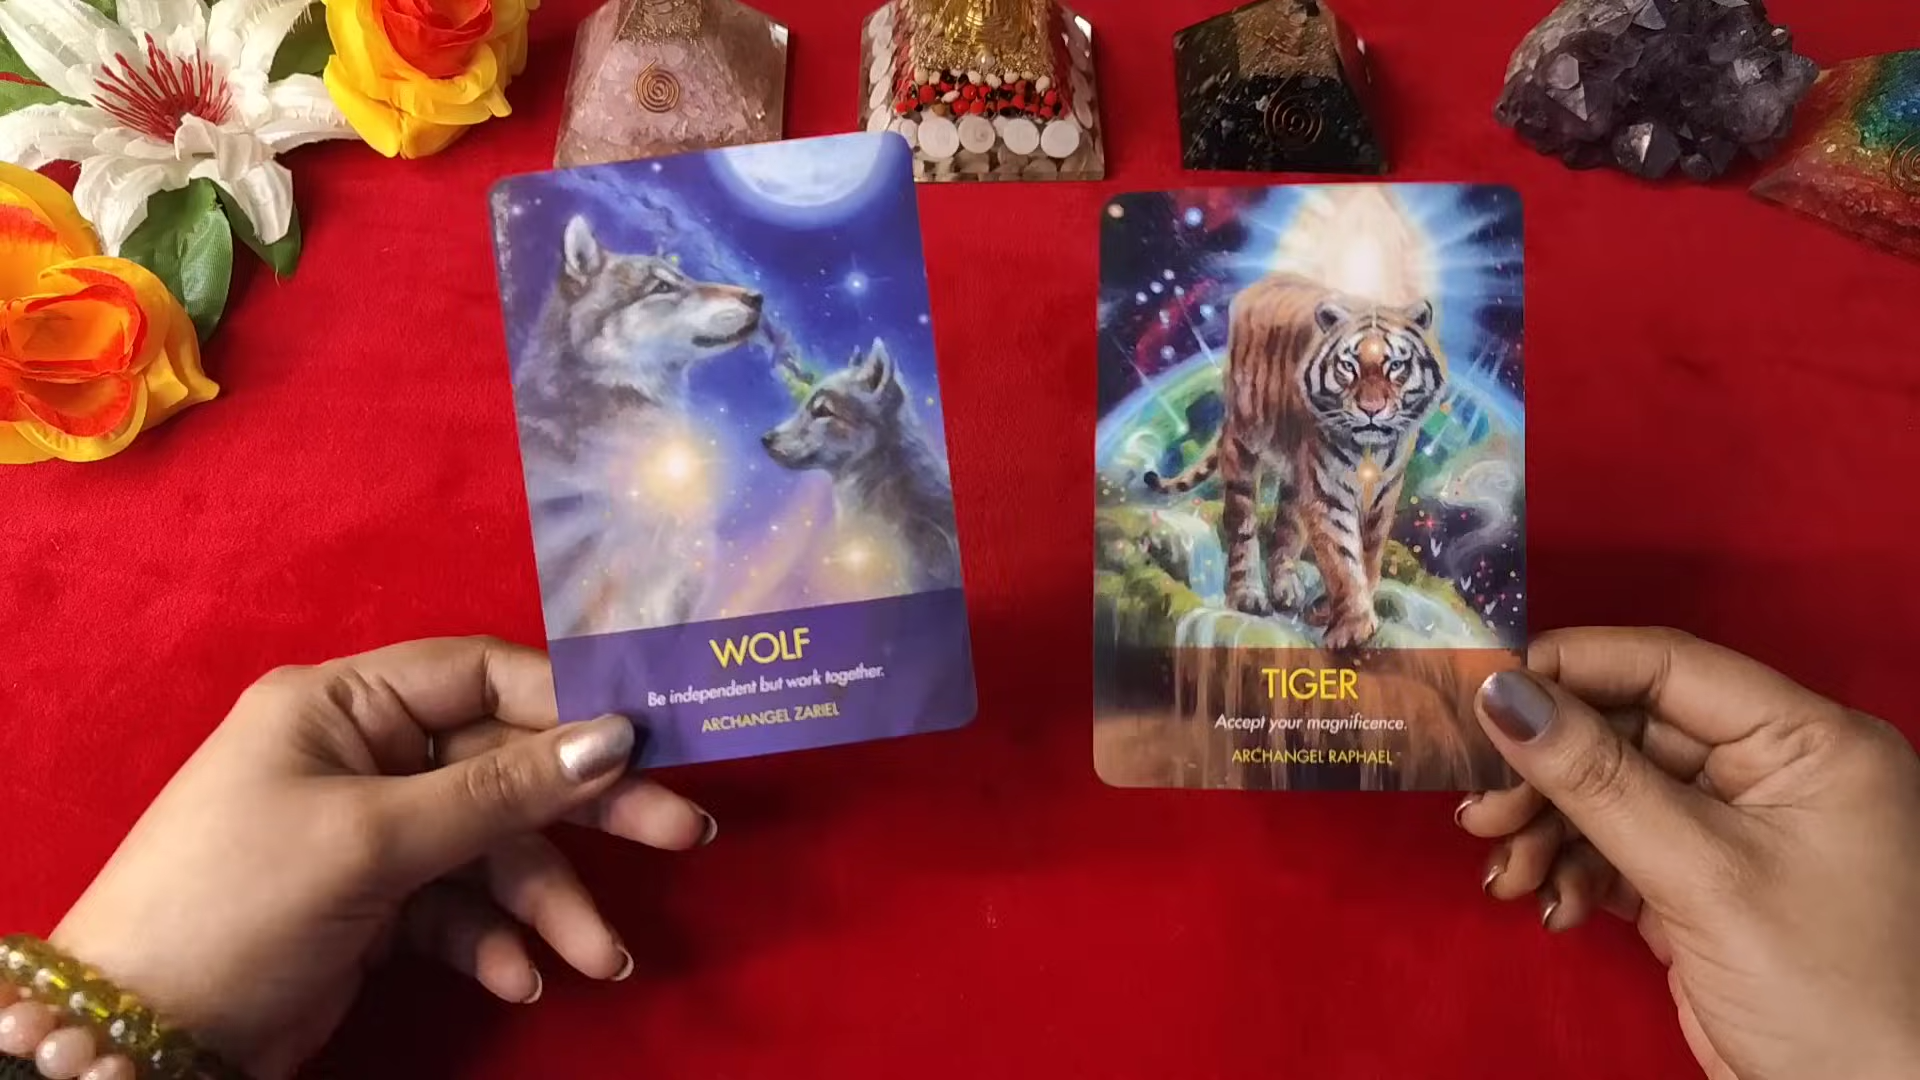 WOLF
Be independent but work together.
ARCHANGEL ZARIEL
TIGER
Accept your magnificence.
ARCHANGEL RAPHAEL